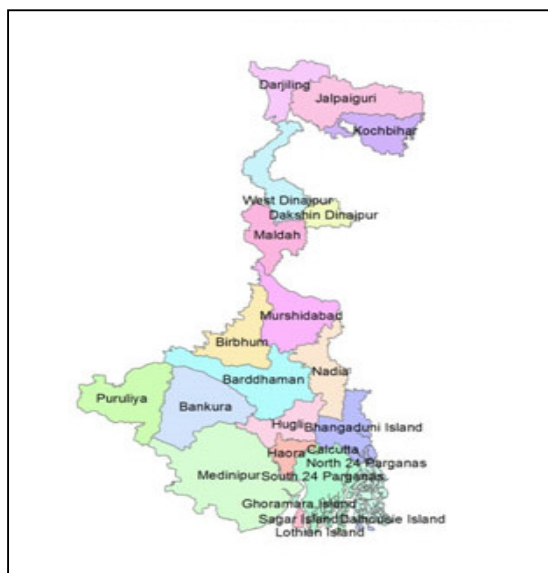 Darjiling
Jalpaiguri
Kochbihar
West Dinajpur
Dakshin Dinajpur
Maldah
Murshidabad
Birbhum
Barddhaman
Nadia
Puruliya
Bankura
Hugli
Bhangaduni Island
Haora
Calcutta
North 24 Parganas
Medinipur
South 24 Parganas
Ghoramara Island
Sagar Island
Dalhousie Island
Lothian Island